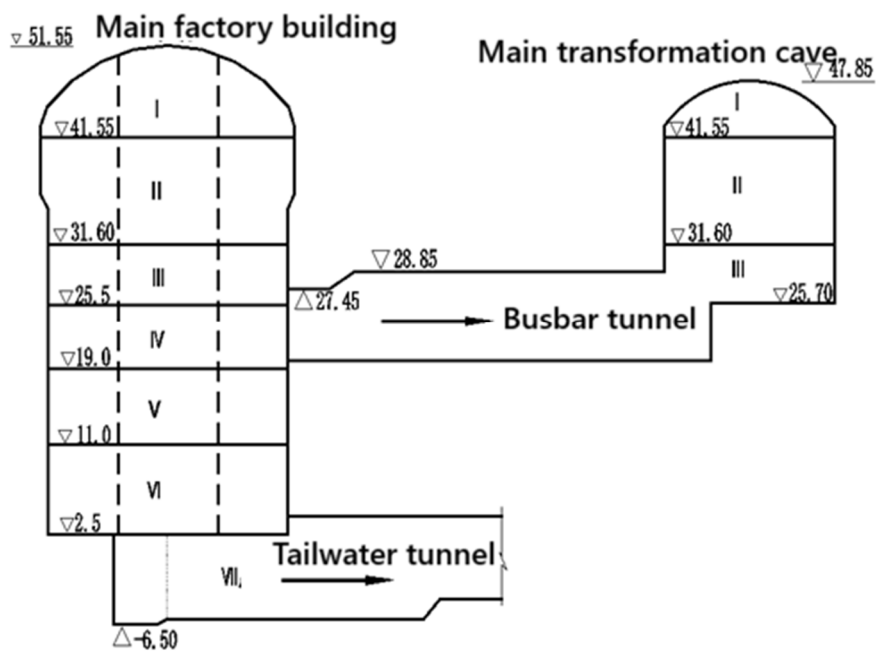 Main factory building
▽ 51.55
Main transformation cave
▽ 47.85
I
I
▽41.55
▽41.55
II
II
▽31.60
▽31.60
▽28.85
III
III
▽25.5
△27.45
▽25.70
Busbar tunnel
IV
▽19.0
V
▽11.0
VI
▽2.5
Tailwater tunnel
VII
△-6.50